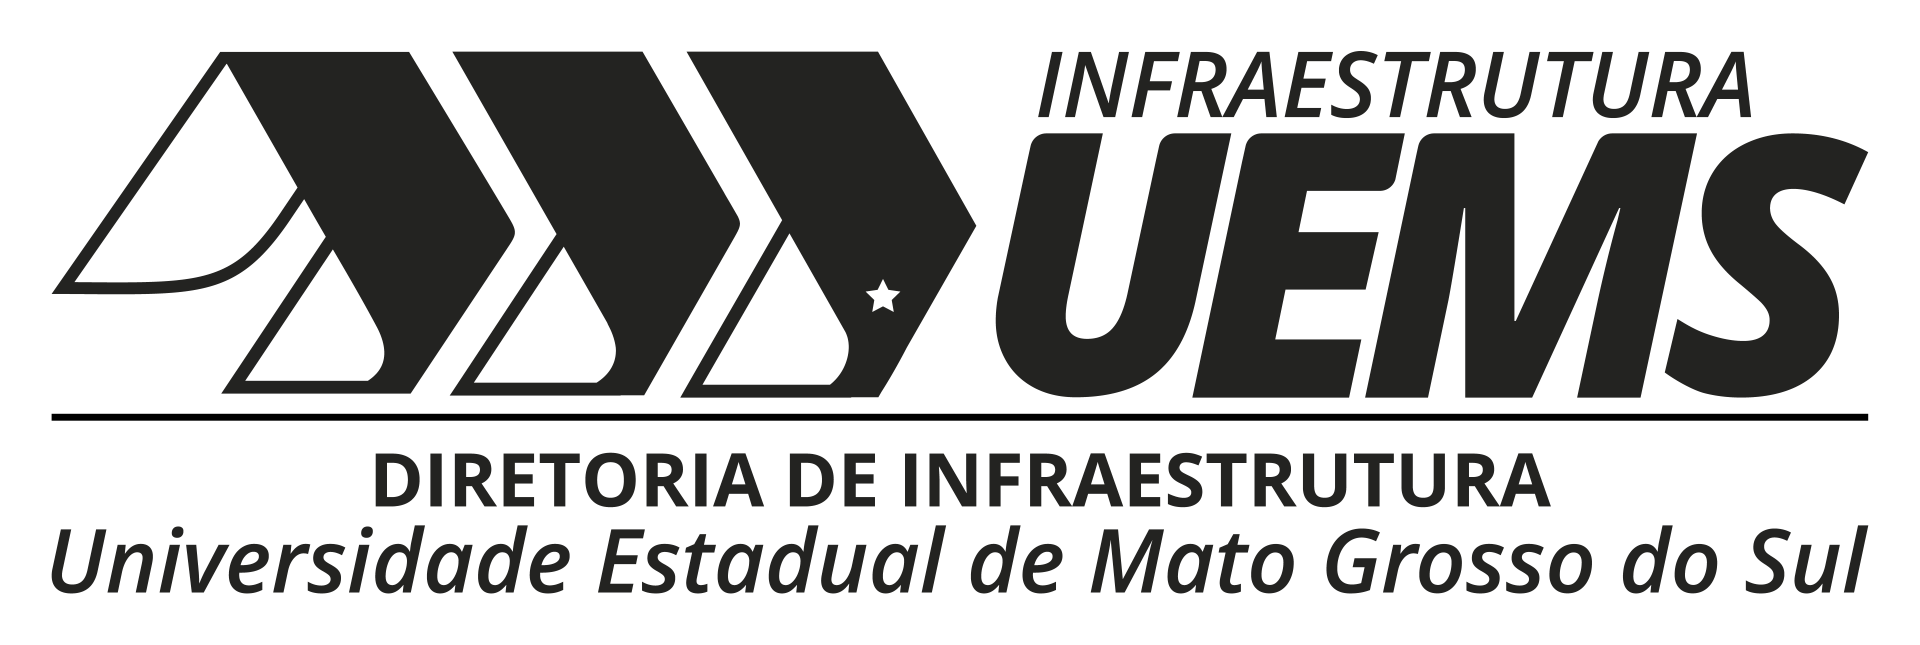 INFRAESTRUTURA
UEMS
DIRETORIA DE INFRAESTRUTURA
Universidade Estadual de Mato Grosso do Sul